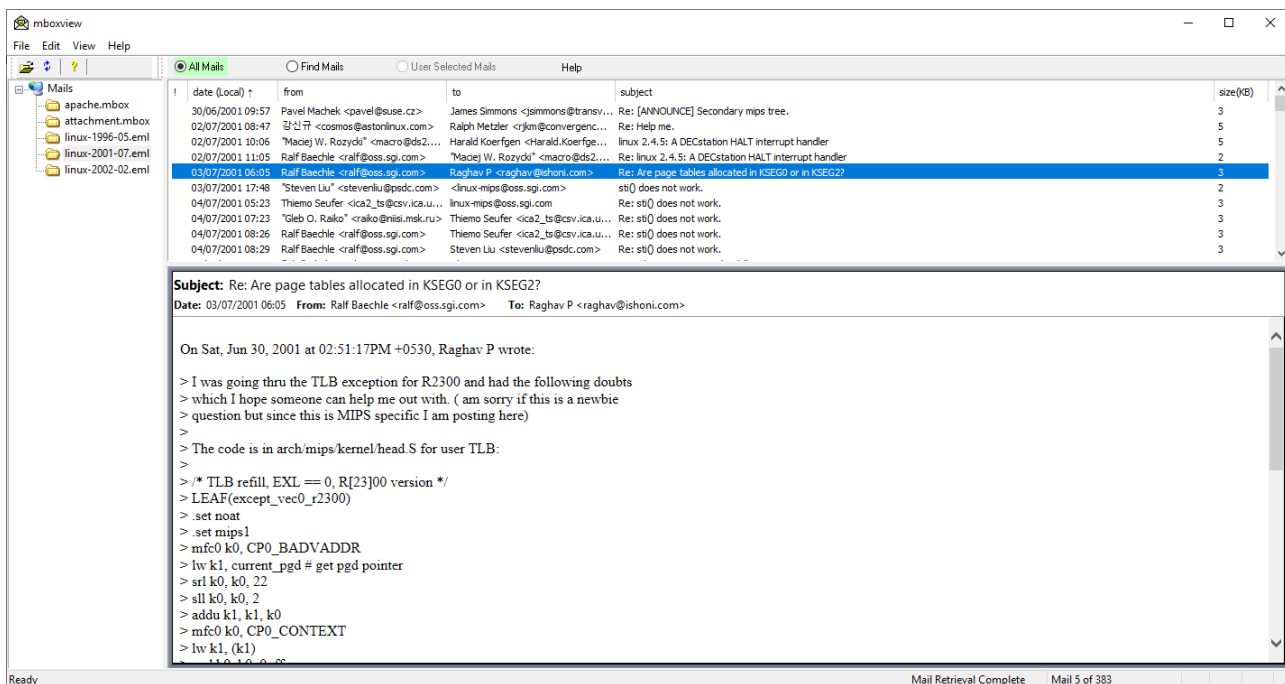 mboxview
File Edit View Help
? All Mails Find Mails User Selected Mails Help
Mails
apache.mbox
attachment.mbox
linux-1996-05.eml
linux-2001-07.eml
linux-2002-02.eml
! date (Local) ↑ from to subject size(KB)
30/06/2001 09:57 Pavel Machek <pavel@suse.cz> James Simmons <jsimmons@transv... Re: [ANNOUNCE] Secondary mips tree. 3
02/07/2001 08:47 강신규 <cosmos@astonlinux.com> Ralph Metzler <rjkm@convergenc... Re: Help me. 5
02/07/2001 10:06 "Maciej W. Rozycki" <macro@ds2.... Harald Koerfgen <Harald.Koerfge... linux 2.4.5: A DECstation HALT interrupt handler 5
02/07/2001 11:05 Ralf Baechle <ralf@oss.sgi.com> "Maciej W. Rozycki" <macro@ds2.... Re: linux 2.4.5: A DECstation HALT interrupt handler 2
03/07/2001 06:05 Ralf Baechle <ralf@oss.sgi.com> Raghav P <raghav@ishoni.com> Re: Are page tables allocated in KSEG0 or in KSEG2? 3
03/07/2001 17:48 "Steven Liu" <stevenliu@psdc.com> <linux-mips@oss.sgi.com> sti() does not work. 2
04/07/2001 05:23 Thiemo Seufer <ica2_ts@csv.ica.u... linux-mips@oss.sgi.com Re: sti() does not work. 3
04/07/2001 07:23 "Gleb O. Raiko" <raiko@niisi.msk.ru> Thiemo Seufer <ica2_ts@csv.ica.u... Re: sti() does not work. 3
04/07/2001 08:26 Ralf Baechle <ralf@oss.sgi.com> Thiemo Seufer <ica2_ts@csv.ica.u... Re: sti() does not work. 3
04/07/2001 08:29 Ralf Baechle <ralf@oss.sgi.com> Steven Liu <stevenliu@psdc.com> Re: sti() does not work. 3
Subject: Re: Are page tables allocated in KSEG0 or in KSEG2?
Date: 03/07/2001 06:05 From: Ralf Baechle <ralf@oss.sgi.com> To: Raghav P <raghav@ishoni.com>
On Sat, Jun 30, 2001 at 02:51:17PM +0530, Raghav P wrote:
> I was going thru the TLB exception for R2300 and had the following doubts
> which I hope someone can help me out with. ( am sorry if this is a newbie
> question but since this is MIPS specific I am posting here)
>
> The code is in arch/mips/kernel/head.S for user TLB:
>
> /* TLB refill, EXL == 0, R[23]00 version */
> LEAF(except_vec0_r2300)
> .set noat
> .set mips1
> mfc0 k0, CP0_BADVADDR
> lw k1, current_pgd # get pgd pointer
> srl k0, k0, 22
> sll k0, k0, 2
> addu k1, k1, k0
> mfc0 k0, CP0_CONTEXT
> lw k1, (k1)
Ready Mail Retrieval Complete Mail 5 of 383